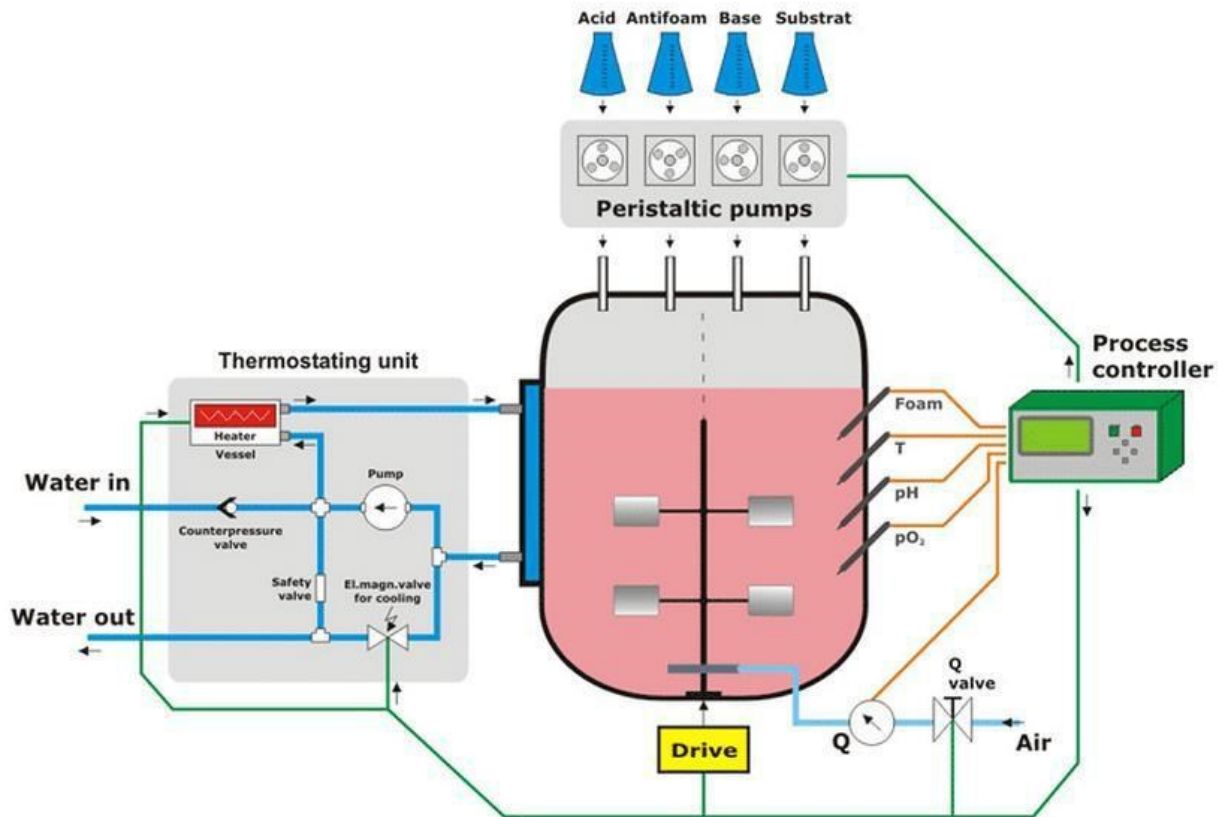 Acid Antifoam Base Substrat
Peristaltic pumps
Thermostating unit
Process
controller
Heater
Vessel
Foam
T
pH
pO₂
Water in
Pump
Counterpressure
valve
Safety
valve
El.magn.valve
for cooling
Water out
Q
valve
Q
Air
Drive